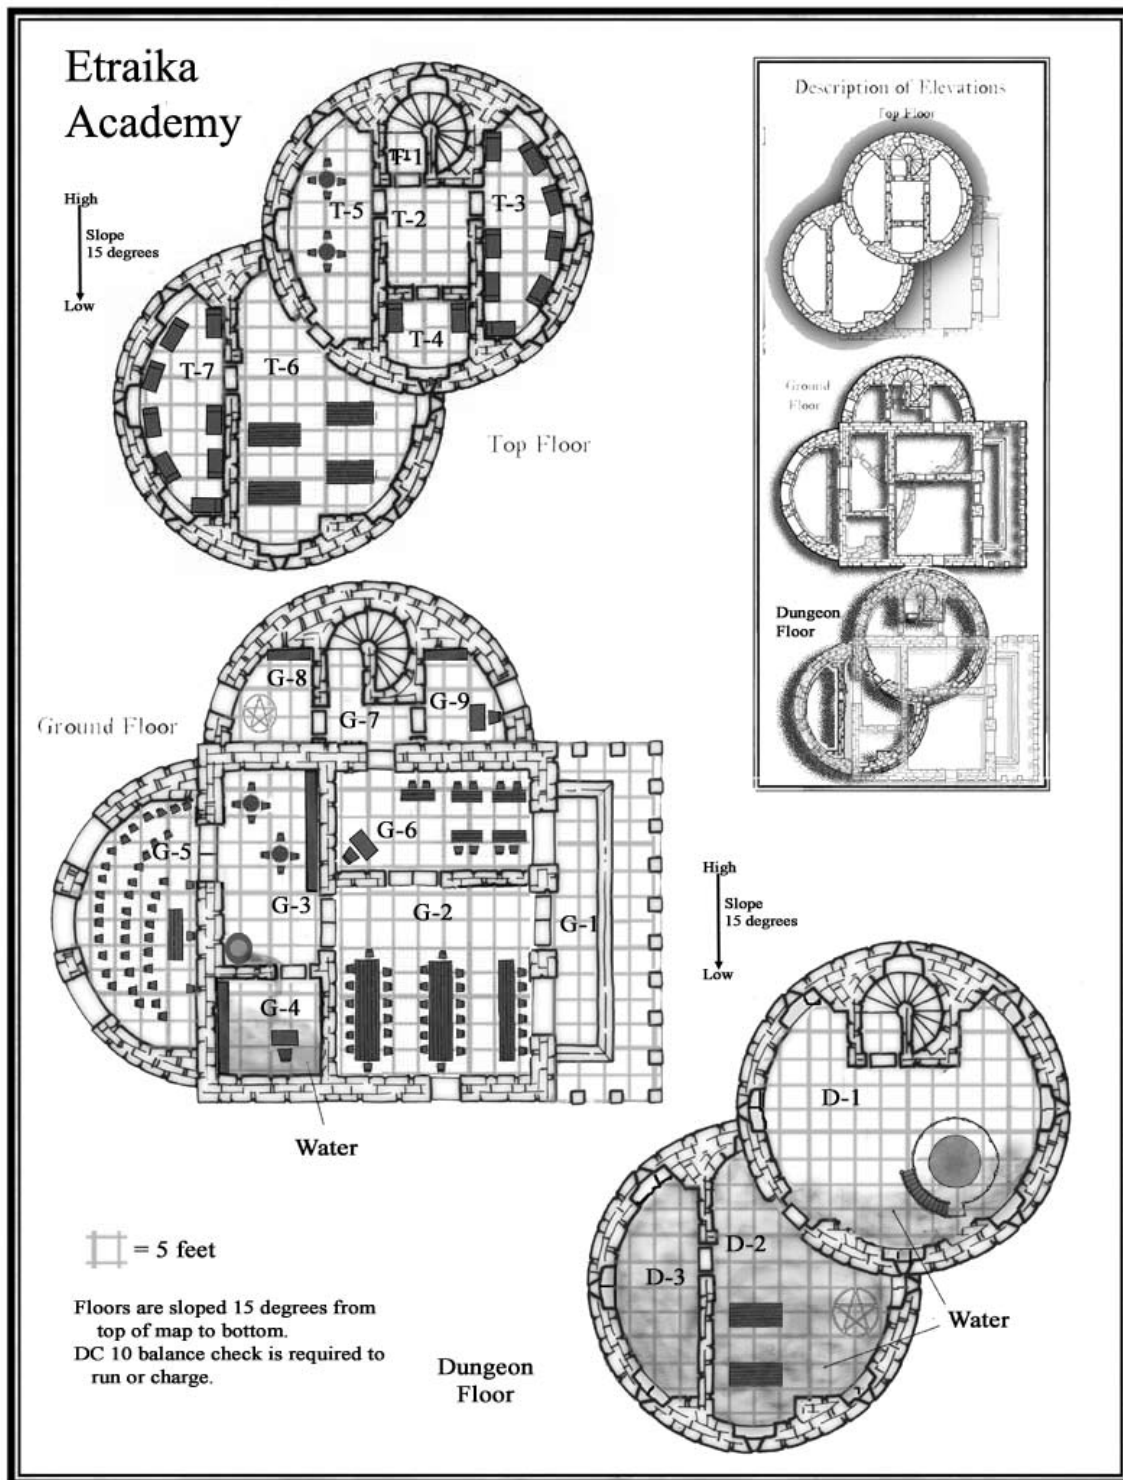 Etraika
Academy
High
Slope
15 degrees
Low
T-1
T-2
T-3
T-4
T-5
T-6
T-7
Top Floor
Description of Elevations
Top Floor
Ground
Floor
Dungeon
Floor
Ground Floor
G-8
G-9
G-7
G-6
G-5
G-3
G-2
G-1
G-4
Water
High
Slope
15 degrees
Low
D-1
D-2
D-3
Water
= 5 feet
Floors are sloped 15 degrees from
top of map to bottom.
DC 10 balance check is required to
run or charge.
Dungeon
Floor